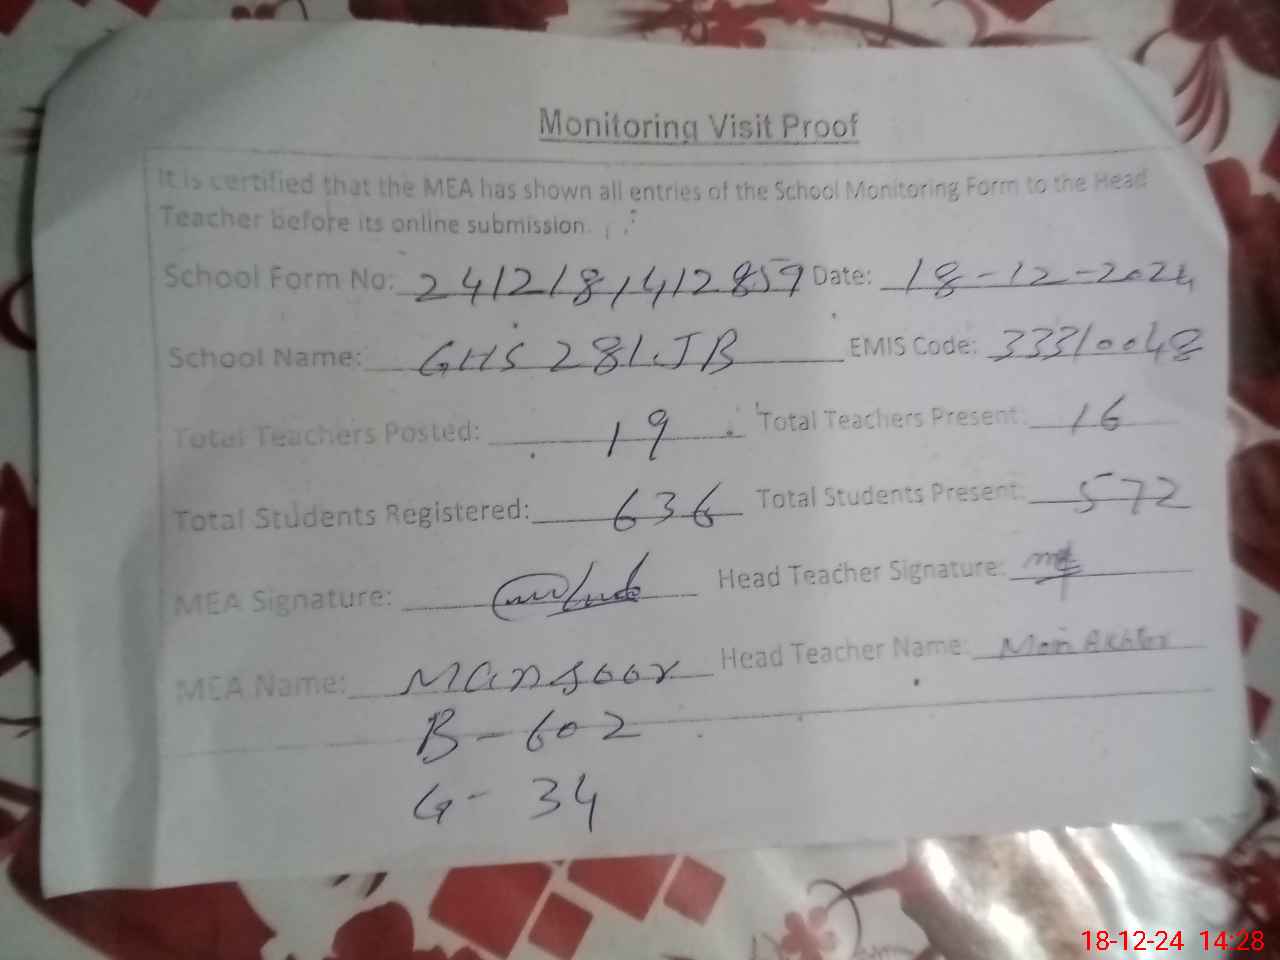 Monitoring Visit Proof
It is certified that the MEA has shown all entries of the School Monitoring Form to the Head
Teacher before its online submission.
School Form No: 2412181412859 Date: 18-12-2024
School Name: GHS 281 JB EMIS Code: 33310048
Total Teachers Posted: 19 Total Teachers Present: 16
Total Students Registered: 636 Total Students Present: 572
MEA Signature: Head Teacher Signature:
MEA Name: Mansoor Head Teacher Name: Akhtar
B-602
G-34
18-12-24 14:28